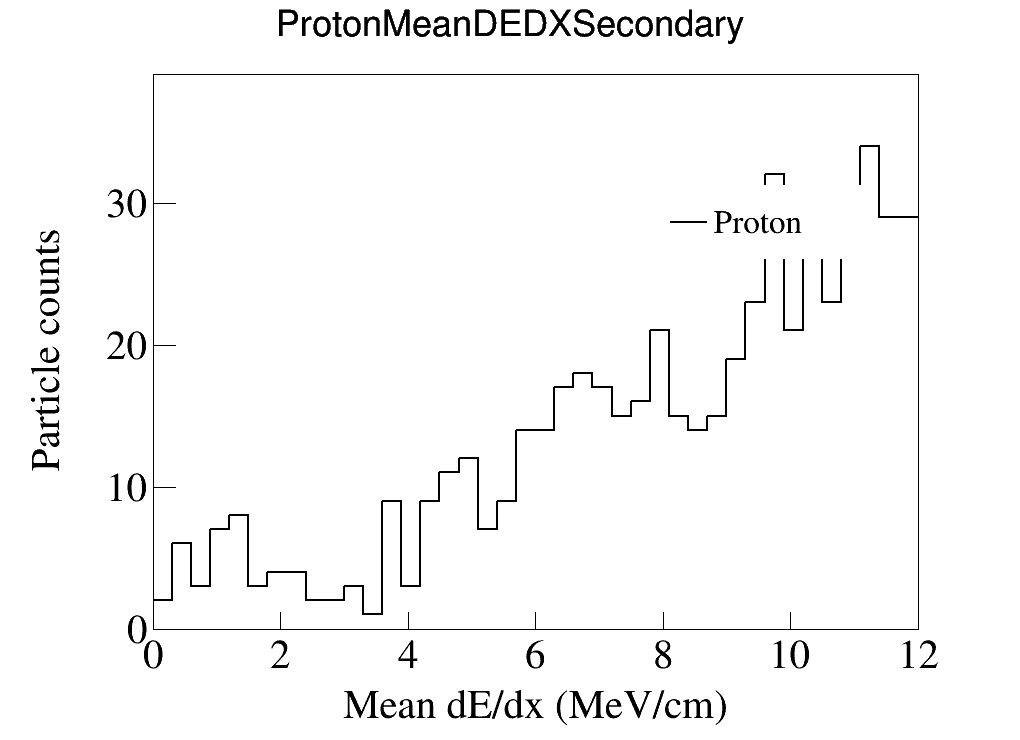 ProtonMeanDEDXSecondary
Particle counts
30
20
10
0
Proton
0 2 4 6 8 10 12
Mean dE/dx (MeV/cm)